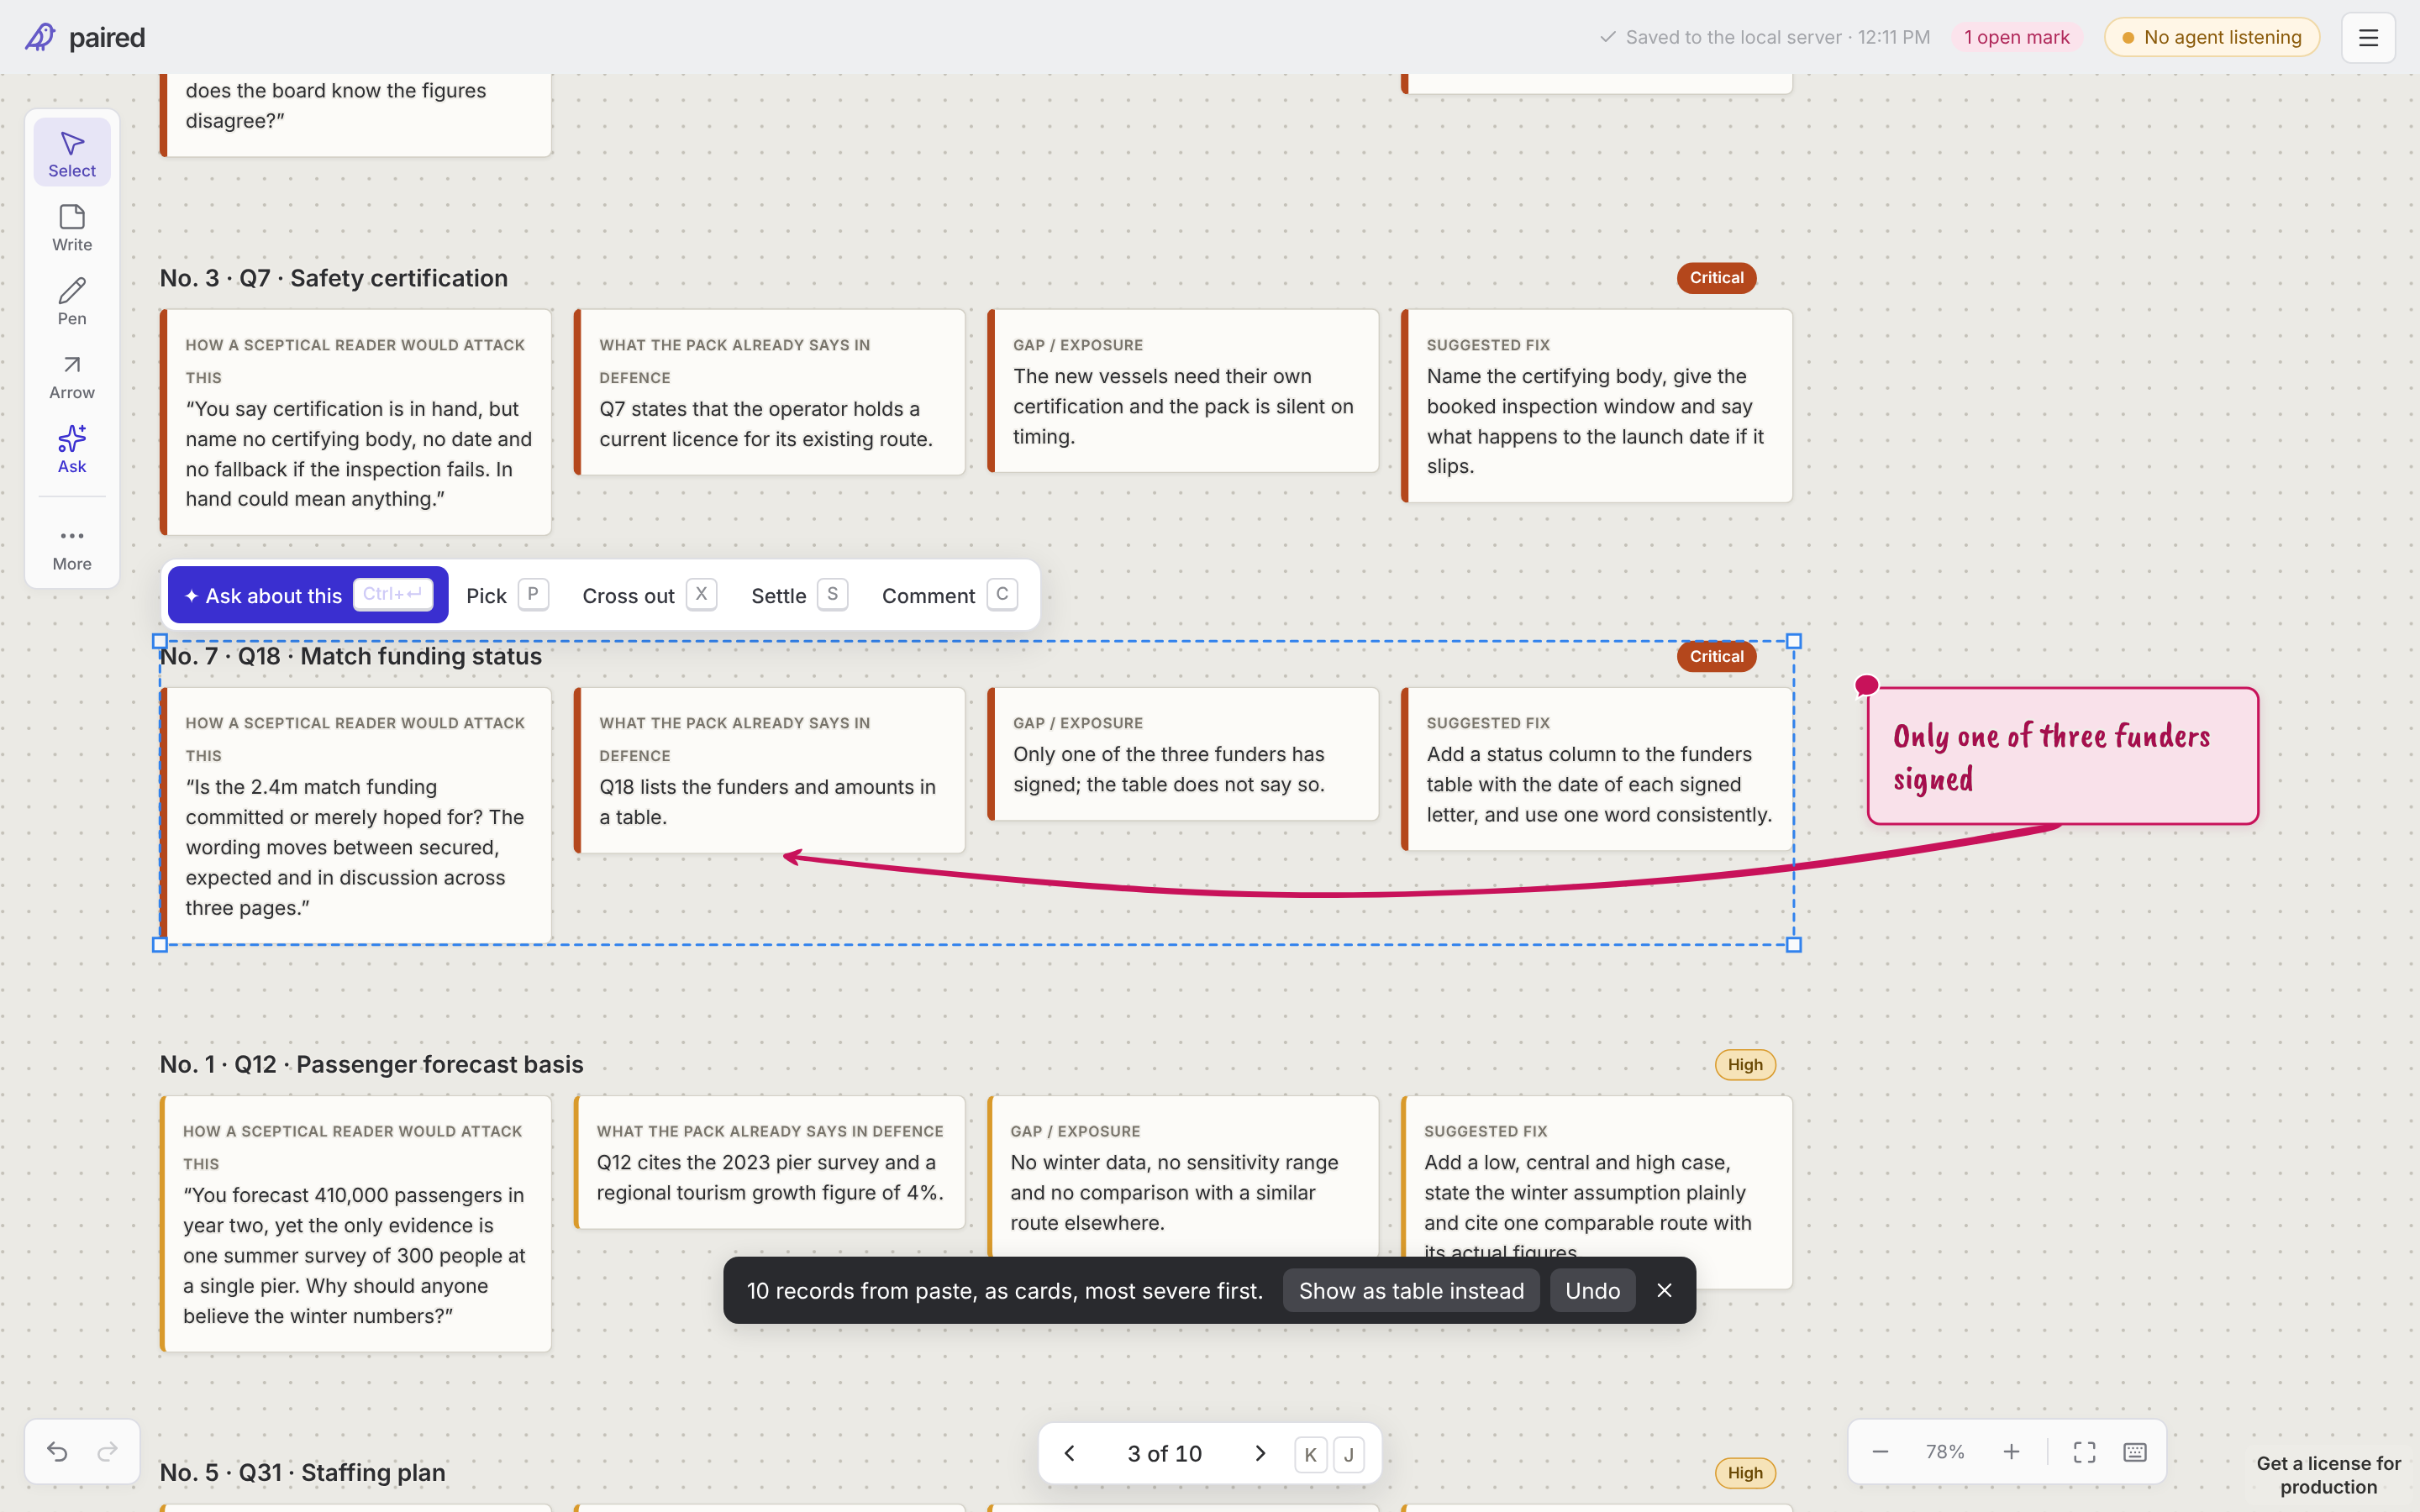 paired
Saved to the local server · 12:11 PM
1 open mark
No agent listening
Select
Write
Pen
Arrow
Ask
More
does the board know the figures
disagree?”
No. 3 · Q7 · Safety certification
Critical
HOW A SCEPTICAL READER WOULD ATTACK
THIS
“You say certification is in hand, but
name no certifying body, no date and
no fallback if the inspection fails. In
hand could mean anything.”
WHAT THE PACK ALREADY SAYS IN
DEFENCE
Q7 states that the operator holds a
current licence for its existing route.
GAP / EXPOSURE
The new vessels need their own
certification and the pack is silent on
timing.
SUGGESTED FIX
Name the certifying body, give the
booked inspection window and say
what happens to the launch date if it
slips.
Ask about this Ctrl+↵ Pick P Cross out X Settle S Comment C
No. 7 · Q18 · Match funding status
Critical
HOW A SCEPTICAL READER WOULD ATTACK
THIS
“Is the 2.4m match funding
committed or merely hoped for? The
wording moves between secured,
expected and in discussion across
three pages.”
WHAT THE PACK ALREADY SAYS IN
DEFENCE
Q18 lists the funders and amounts in
a table.
GAP / EXPOSURE
Only one of the three funders has
signed; the table does not say so.
SUGGESTED FIX
Add a status column to the funders
table with the date of each signed
letter, and use one word consistently.
Only one of three funders
signed
No. 1 · Q12 · Passenger forecast basis
High
HOW A SCEPTICAL READER WOULD ATTACK
THIS
“You forecast 410,000 passengers in
year two, yet the only evidence is
one summer survey of 300 people at
a single pier. Why should anyone
believe the winter numbers?”
WHAT THE PACK ALREADY SAYS IN DEFENCE
Q12 cites the 2023 pier survey and a
regional tourism growth figure of 4%.
GAP / EXPOSURE
No winter data, no sensitivity range
and no comparison with a similar
route elsewhere.
SUGGESTED FIX
Add a low, central and high case,
state the winter assumption plainly
and cite one comparable route with
its actual figures
10 records from paste, as cards, most severe first. Show as table instead Undo
No. 5 · Q31 · Staffing plan
High
3 of 10 K J
78%
Get a license for
production